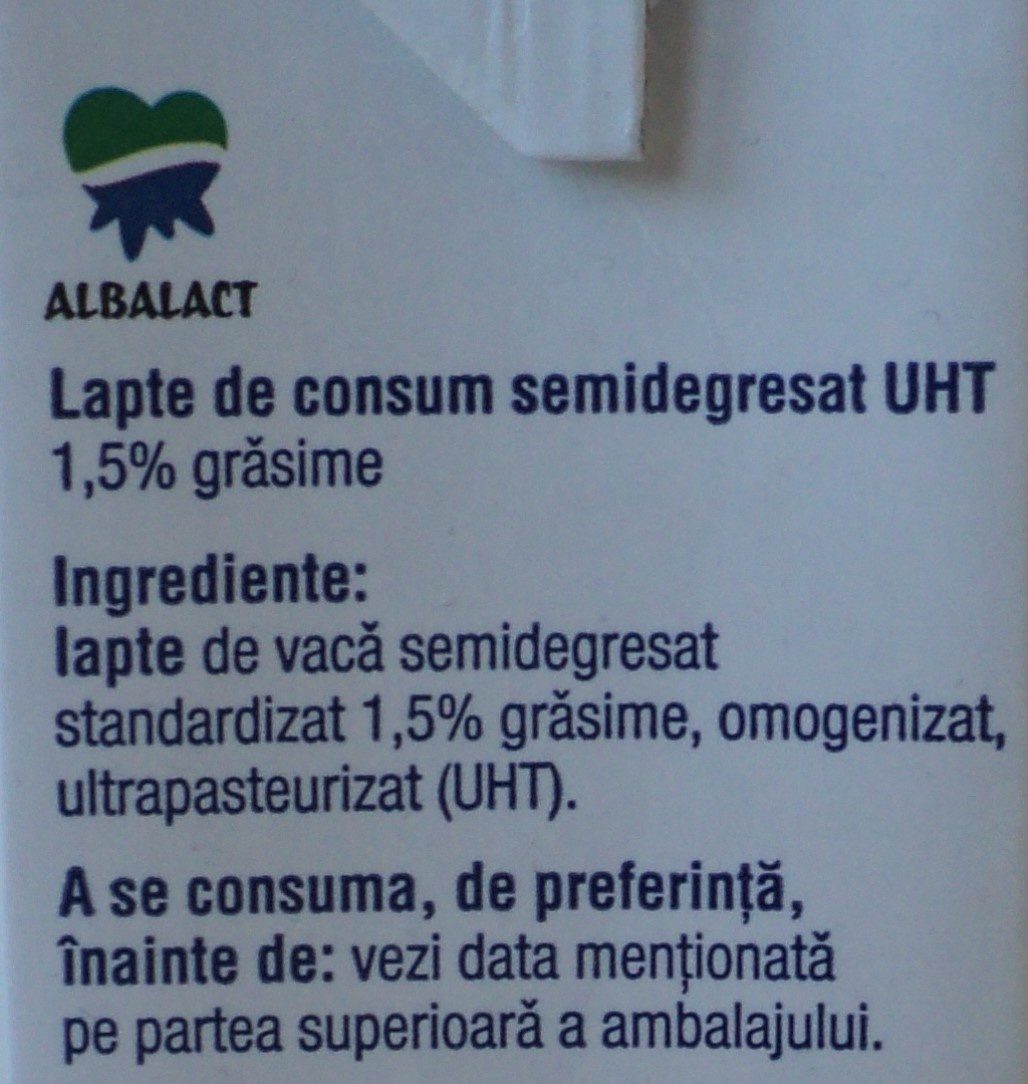 ALBALACT
Lapte de consum semidegresat UHT
1,5% grăsime
Ingrediente:
lapte de vacă semidegresat
standardizat 1,5% grăsime, omogenizat,
ultrapasteurizat (UHT).
A se consuma, de preferință,
înainte de: vezi data menționată
pe partea superioară a ambalajului.